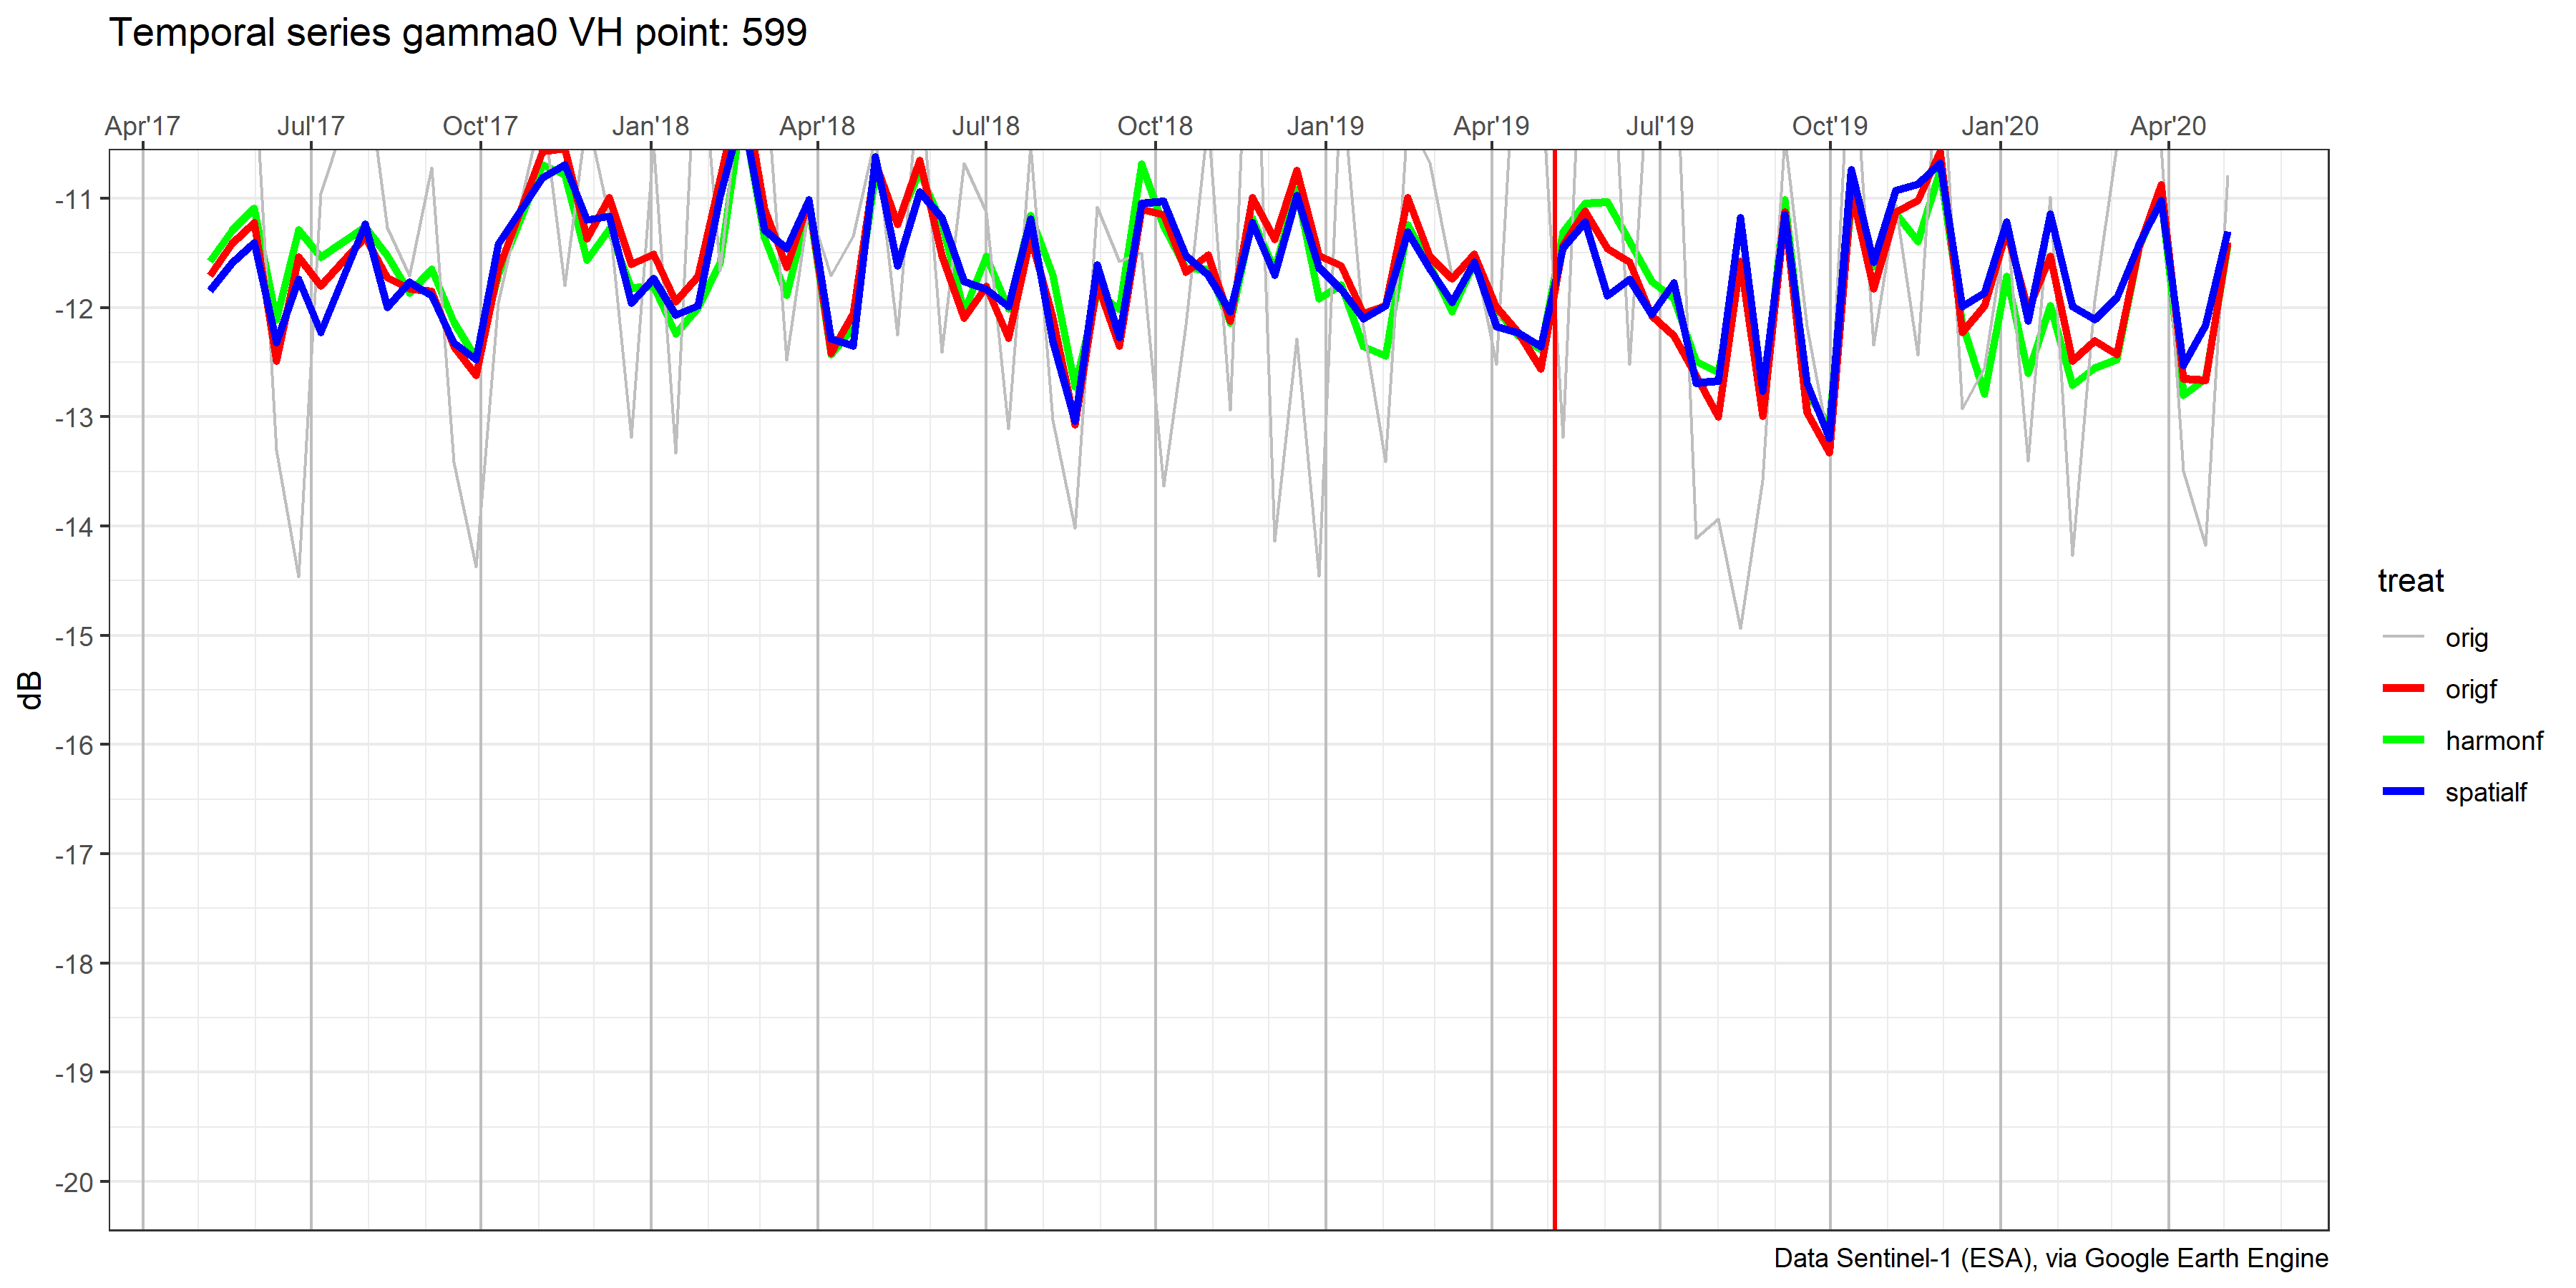 Temporal series gamma0 VH point: 599
Apr'17 Jul'17 Oct'17 Jan'18 Apr'18 Jul'18 Oct'18 Jan'19 Apr'19 Jul'19 Oct'19 Jan'20 Apr'20
-11
-12
-13
-14
-15
-16
-17
-18
-19
-20
dB
treat
orig
origf
harmonf
spatialf
Data Sentinel-1 (ESA), via Google Earth Engine